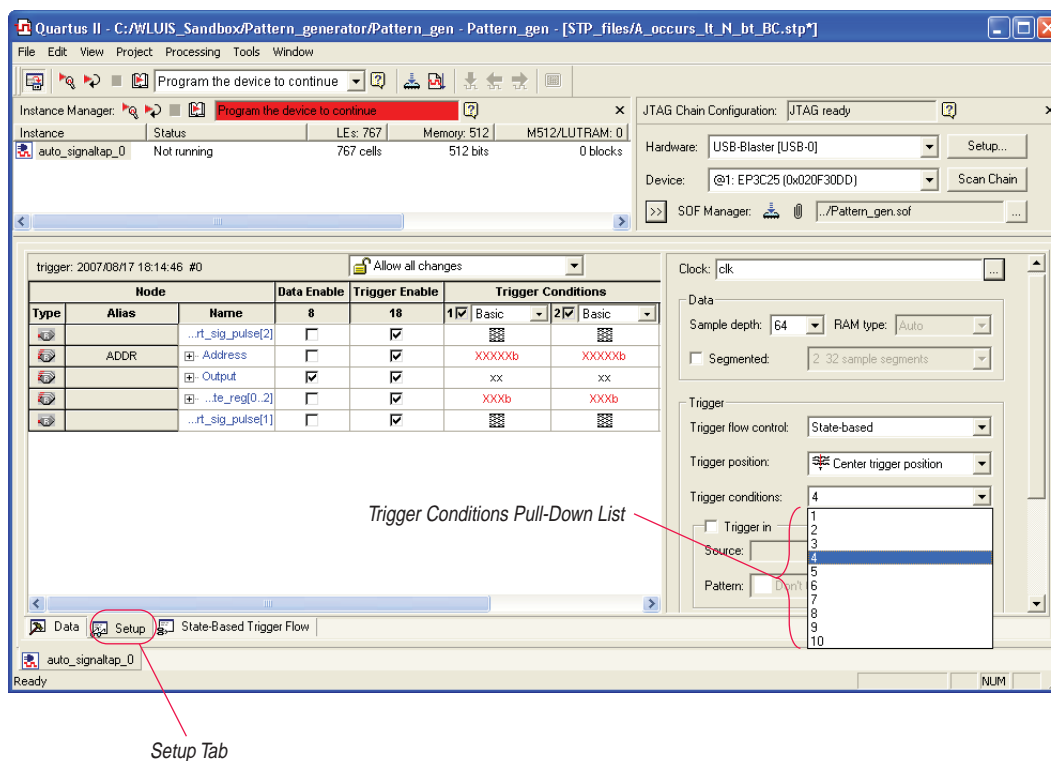 Quartus II - C:/WLUIS_Sandbox/Pattern_generator/Pattern_gen - Pattern_gen - [STP_files/A_occurs_lt_N_bt_BC.stp*]
File Edit View Project Processing Tools Window
Program the device to continue
Instance Manager: Program the device to continue
Instance Status LEs: 767 Memory: 512 M512/LUTRAM: 0
auto_signaltap_0 Not running 767 cells 512 bits 0 blocks
JTAG Chain Configuration: JTAG ready
Hardware: USB-Blaster [USB-0] Setup...
Device: @1: EP3C25 (0x020F30DD) Scan Chain
>> SOF Manager: ../Pattern_gen.sof ...
trigger: 2007/08/17 18:14:46 #0 Allow all changes
Node Data Enable Trigger Enable Trigger Conditions
Type Alias Name 8 18 1 Basic 2 Basic
...rt_sig_pulse[2]
ADDR Address XXXXXb XXXXXb
Output XX XX
...te_reg[0..2] XXXb XXXb
...rt_sig_pulse[1]
Clock: clk ...
Data
Sample depth: 64 RAM type: Auto
Segmented: 2 32 sample segments
Trigger
Trigger flow control: State-based
Trigger position: Center trigger position
Trigger conditions: 4
1
2
3
4
5
6
7
8
9
10
Trigger in
Source:
Pattern: Don't
Trigger Conditions Pull-Down List
Data Setup State-Based Trigger Flow
auto_signaltap_0
Ready NUM
Setup Tab